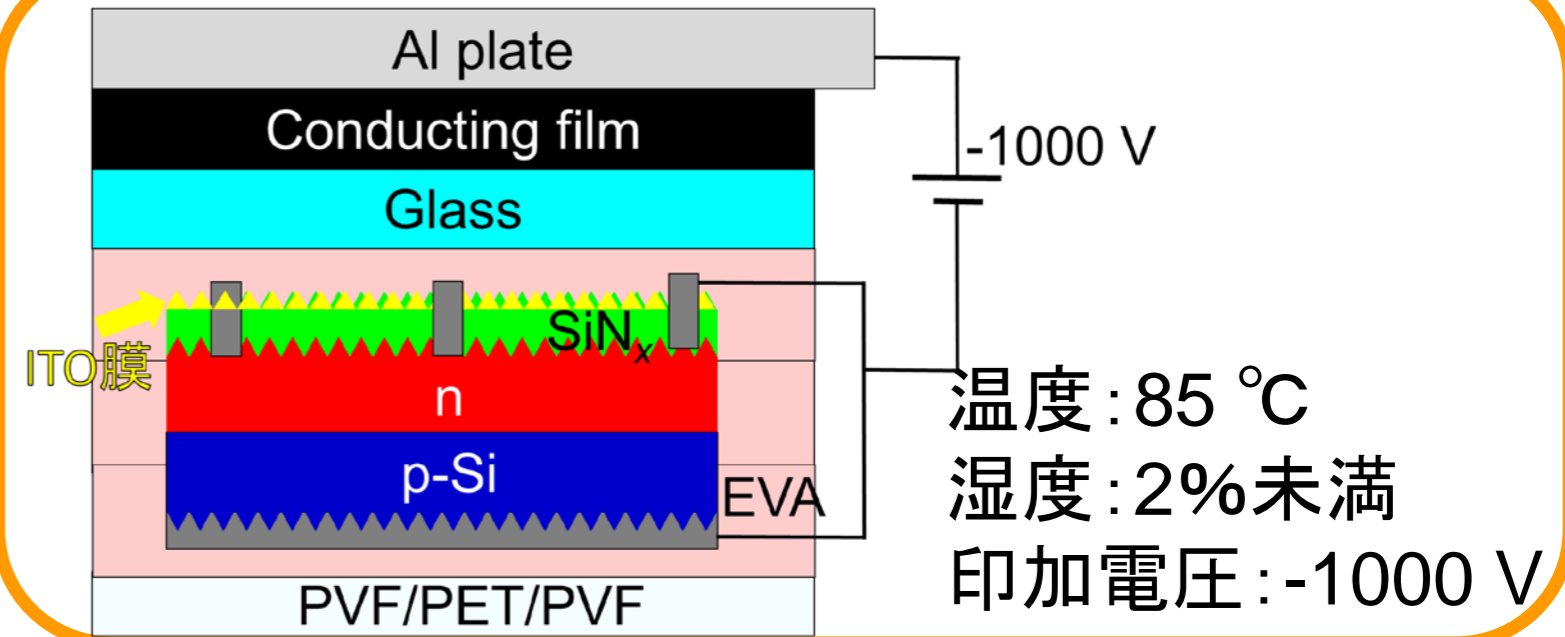 Al plate
Conducting film
-1000 V
Glass
SiNx
ITO膜
n
p-Si
EVA
PVF/PET/PVF
温度：85 ℃
湿度：2%未満
印加電圧：-1000 V